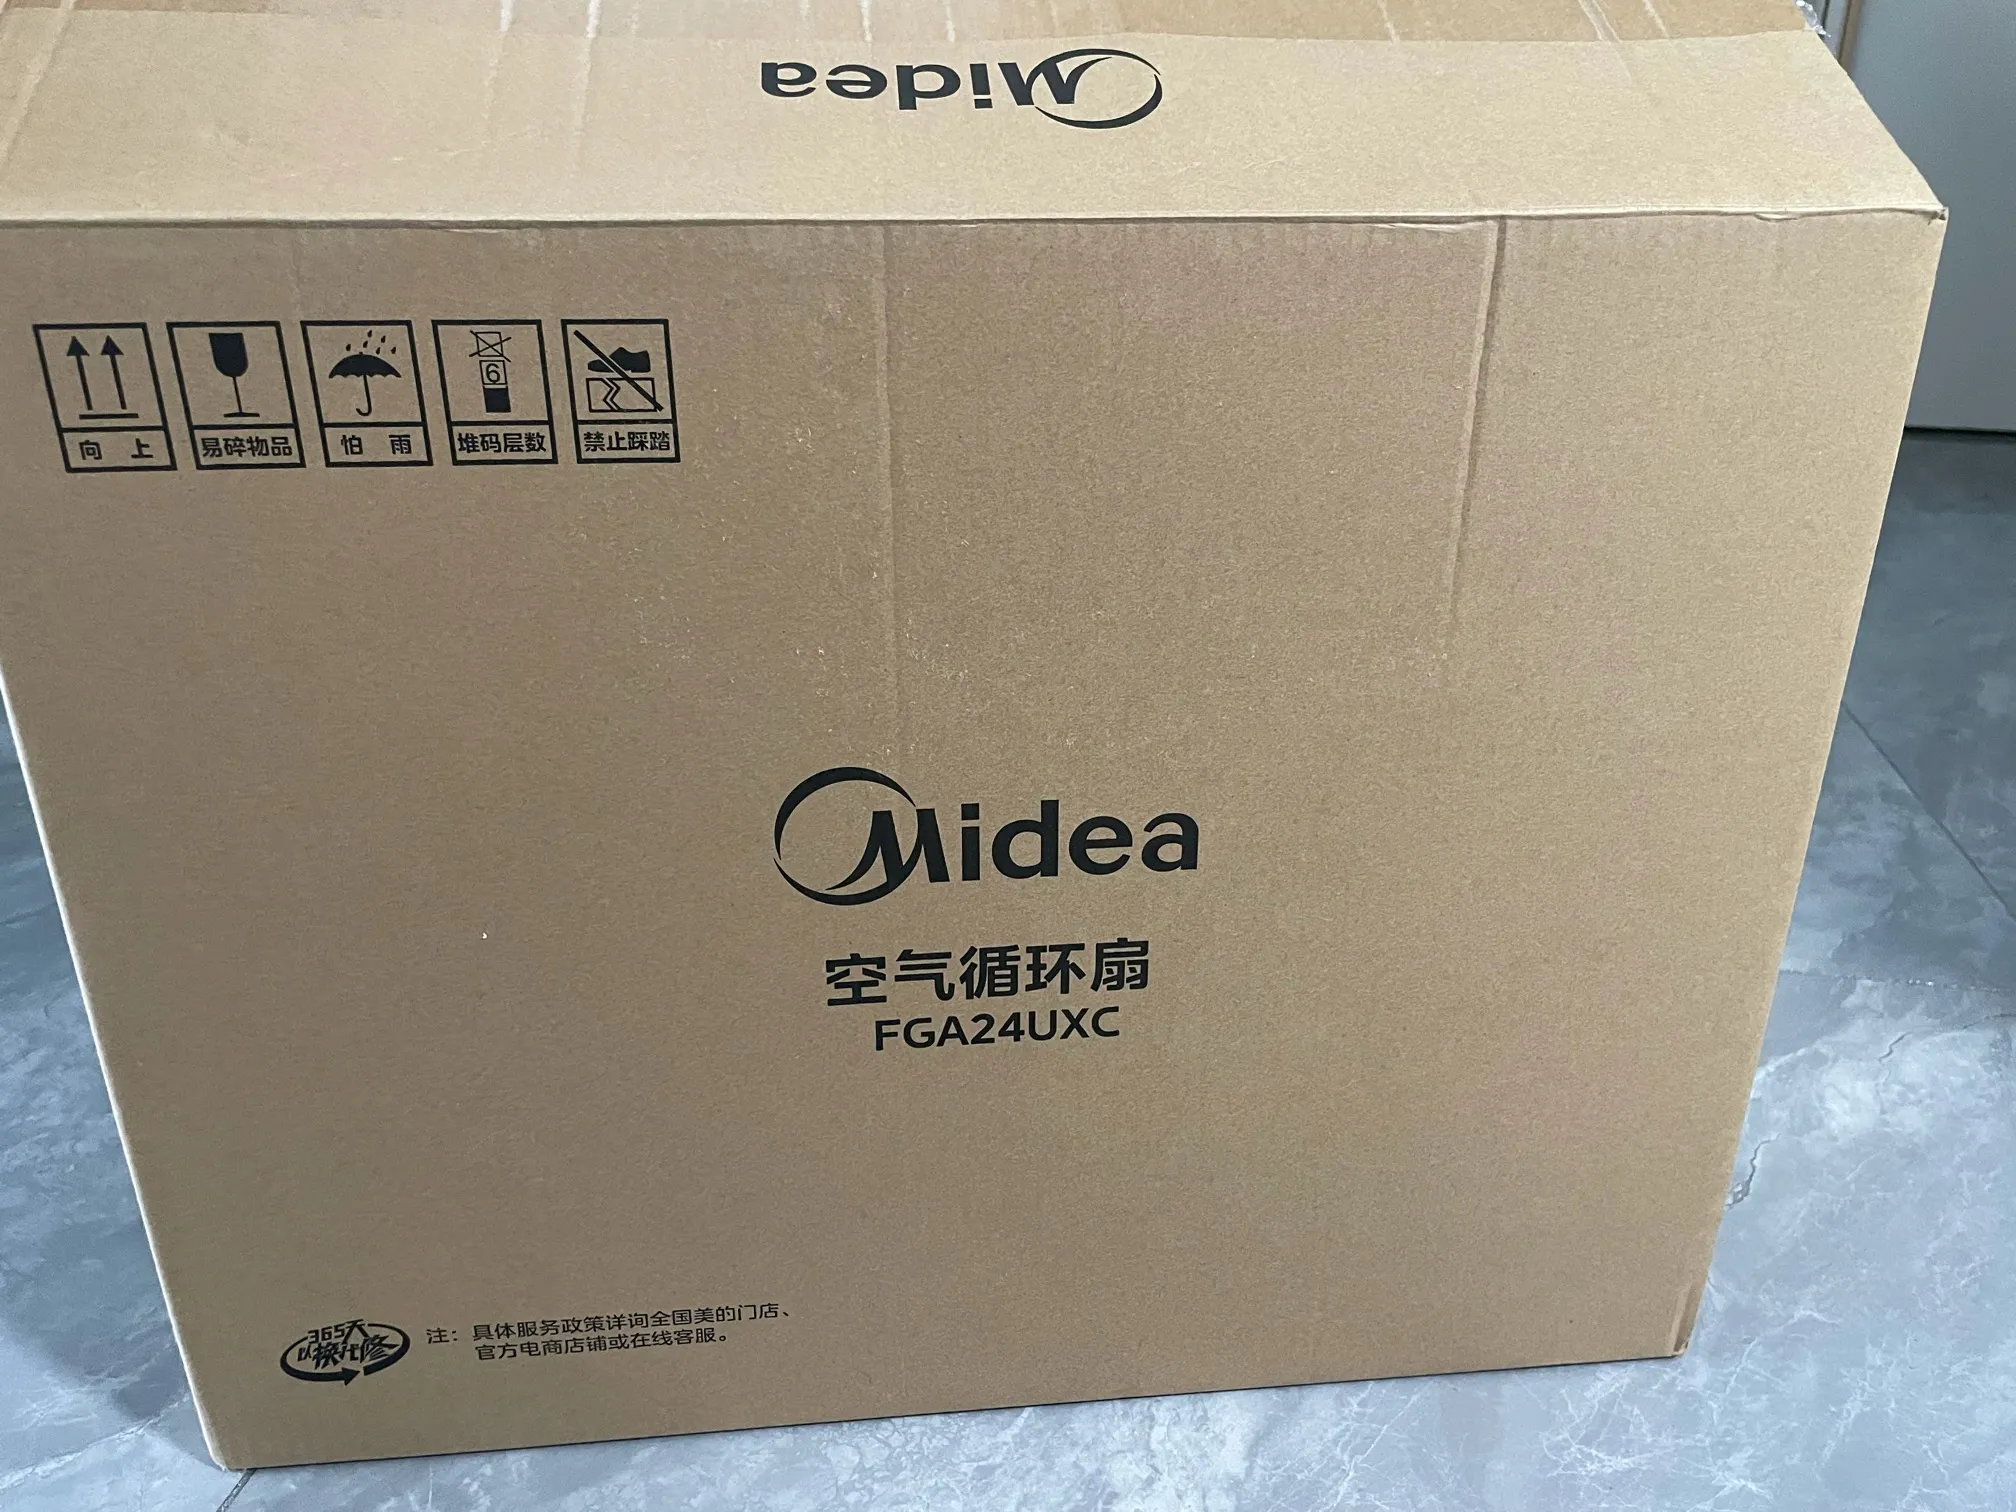 Midea
向 上
易碎物品
怕 雨
6
堆码层数
禁止踩踏
Midea
空气循环扇
FGA24UXC
365天
以换代修
注：具体服务政策详询全国美的门店、
官方电商店铺或在线客服。